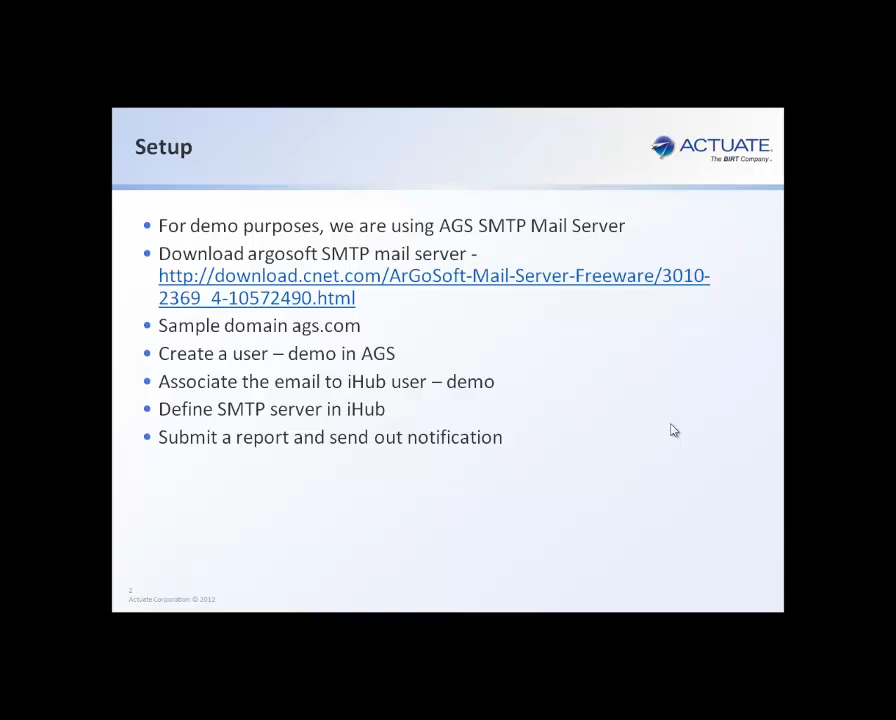 Setup
ACTUATE.
The BIRT Company.
• For demo purposes, we are using AGS SMTP Mail Server
• Download argosoft SMTP mail server -
http://download.cnet.com/ArGoSoft-Mail-Server-Freeware/3010-
2369_4-10572490.html
• Sample domain ags.com
• Create a user – demo in AGS
• Associate the email to iHub user – demo
• Define SMTP server in iHub
• Submit a report and send out notification
2
Actuate Corporation © 2012